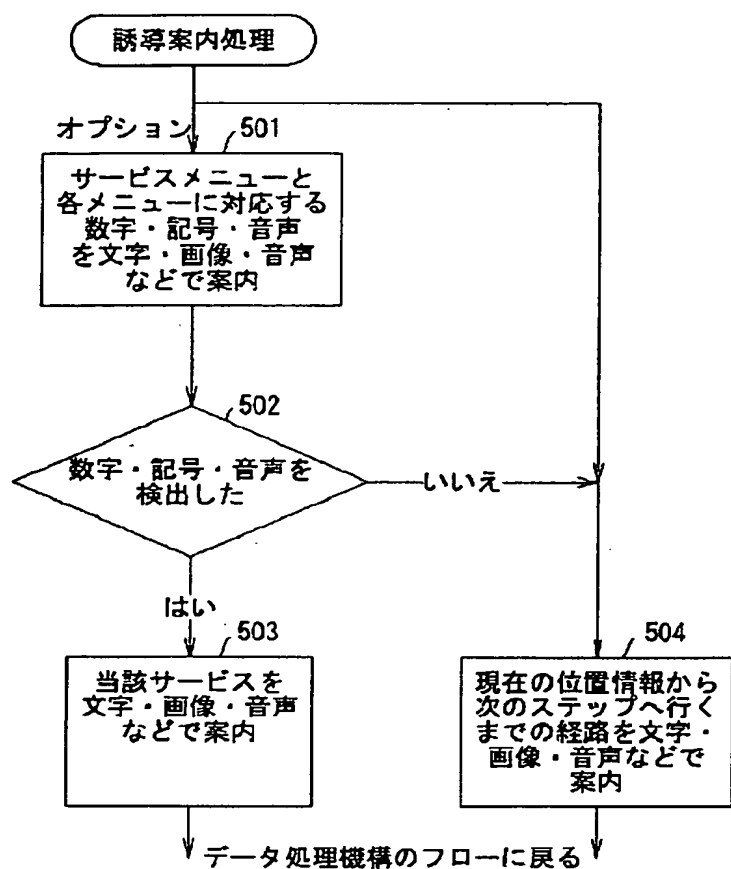 誘導案内処理
オプション
501
サービスメニューと
各メニューに対応する
数字・記号・音声
を文字・画像・音声
などで案内
502
数字・記号・音声を
検出した
いいえ
はい
503
当該サービスを
文字・画像・音声
などで案内
504
現在の位置情報から
次のステップへ行く
までの経路を文字・
画像・音声などで
案内
データ処理機構のフローに戻る